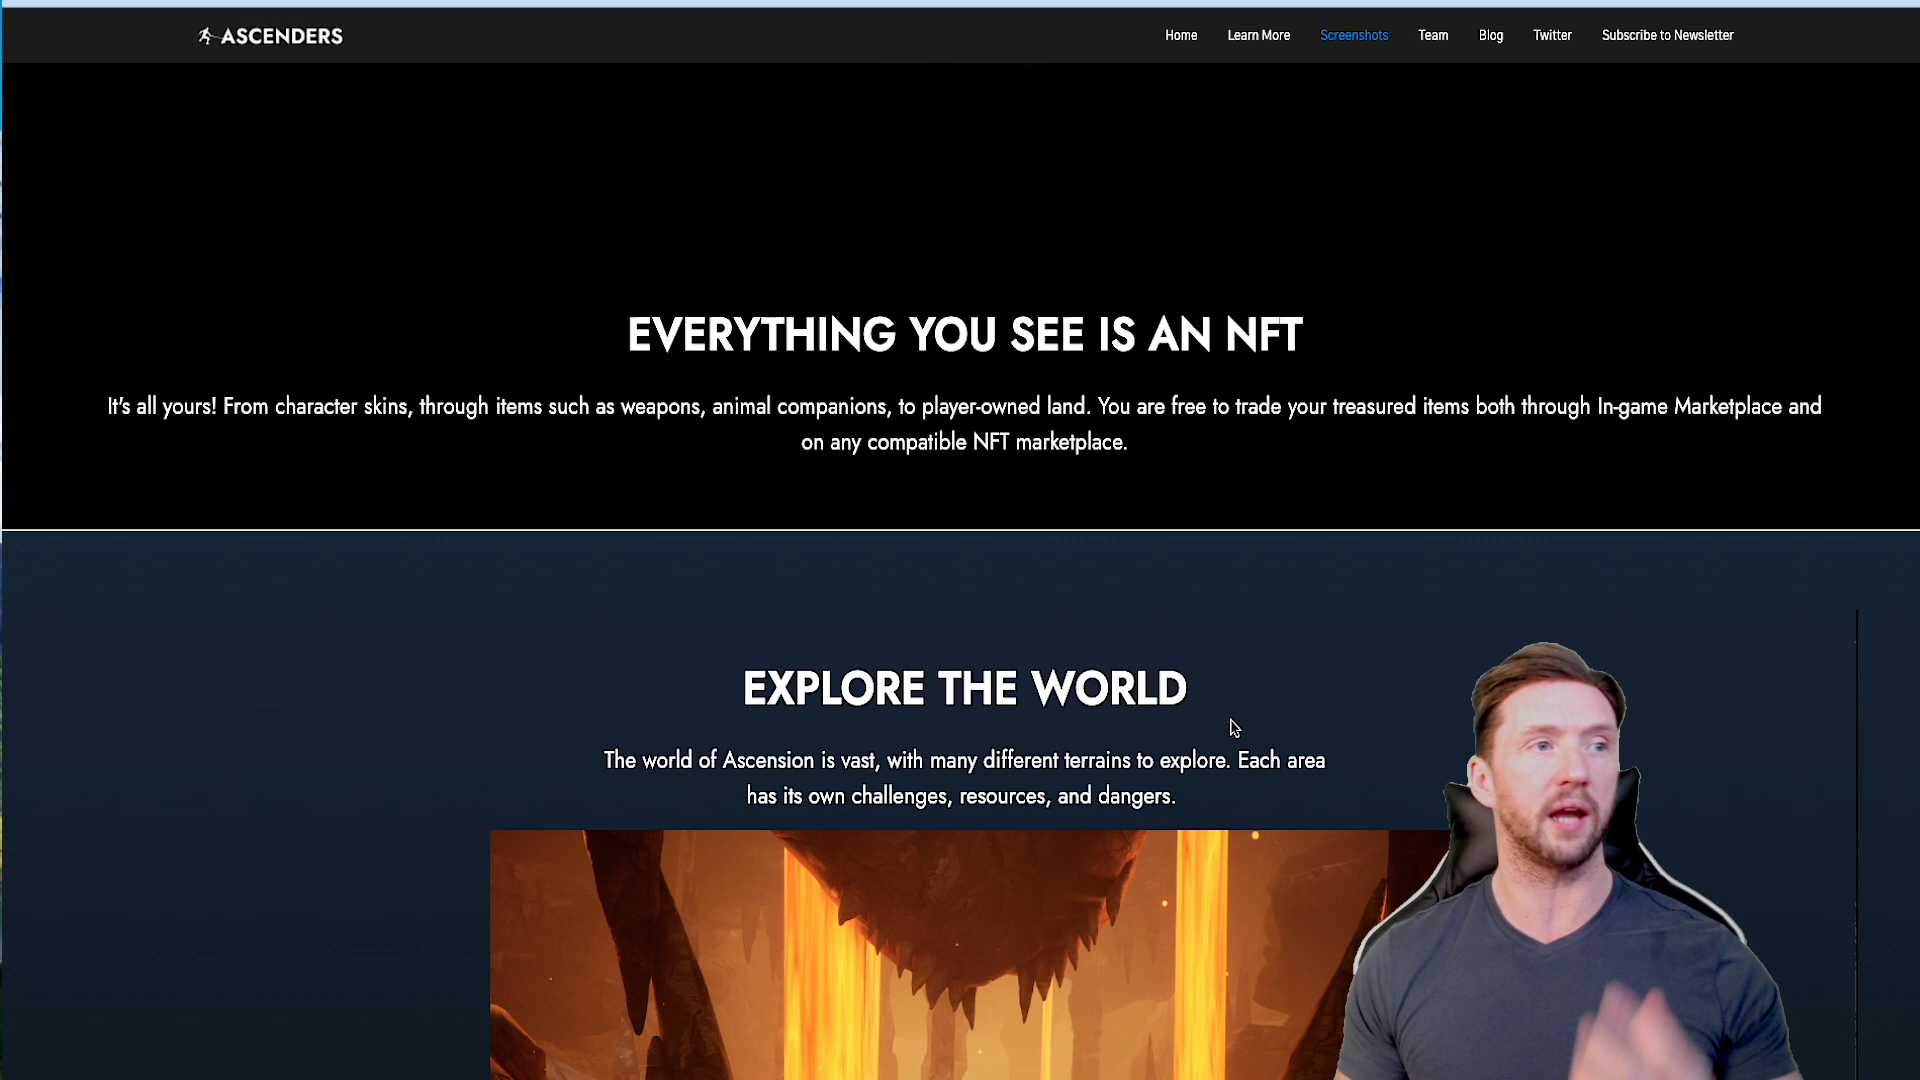 ASCENDERS
Home Learn More Screenshots Team Blog Twitter Subscribe to Newsletter
EVERYTHING YOU SEE IS AN NFT
It's all yours! From character skins, through items such as weapons, animal companions, to player-owned land. You are free to trade your treasured items both through In-game Marketplace and
on any compatible NFT marketplace.
EXPLORE THE WORLD
The world of Ascension is vast, with many different terrains to explore. Each area
has its own challenges, resources, and dangers.